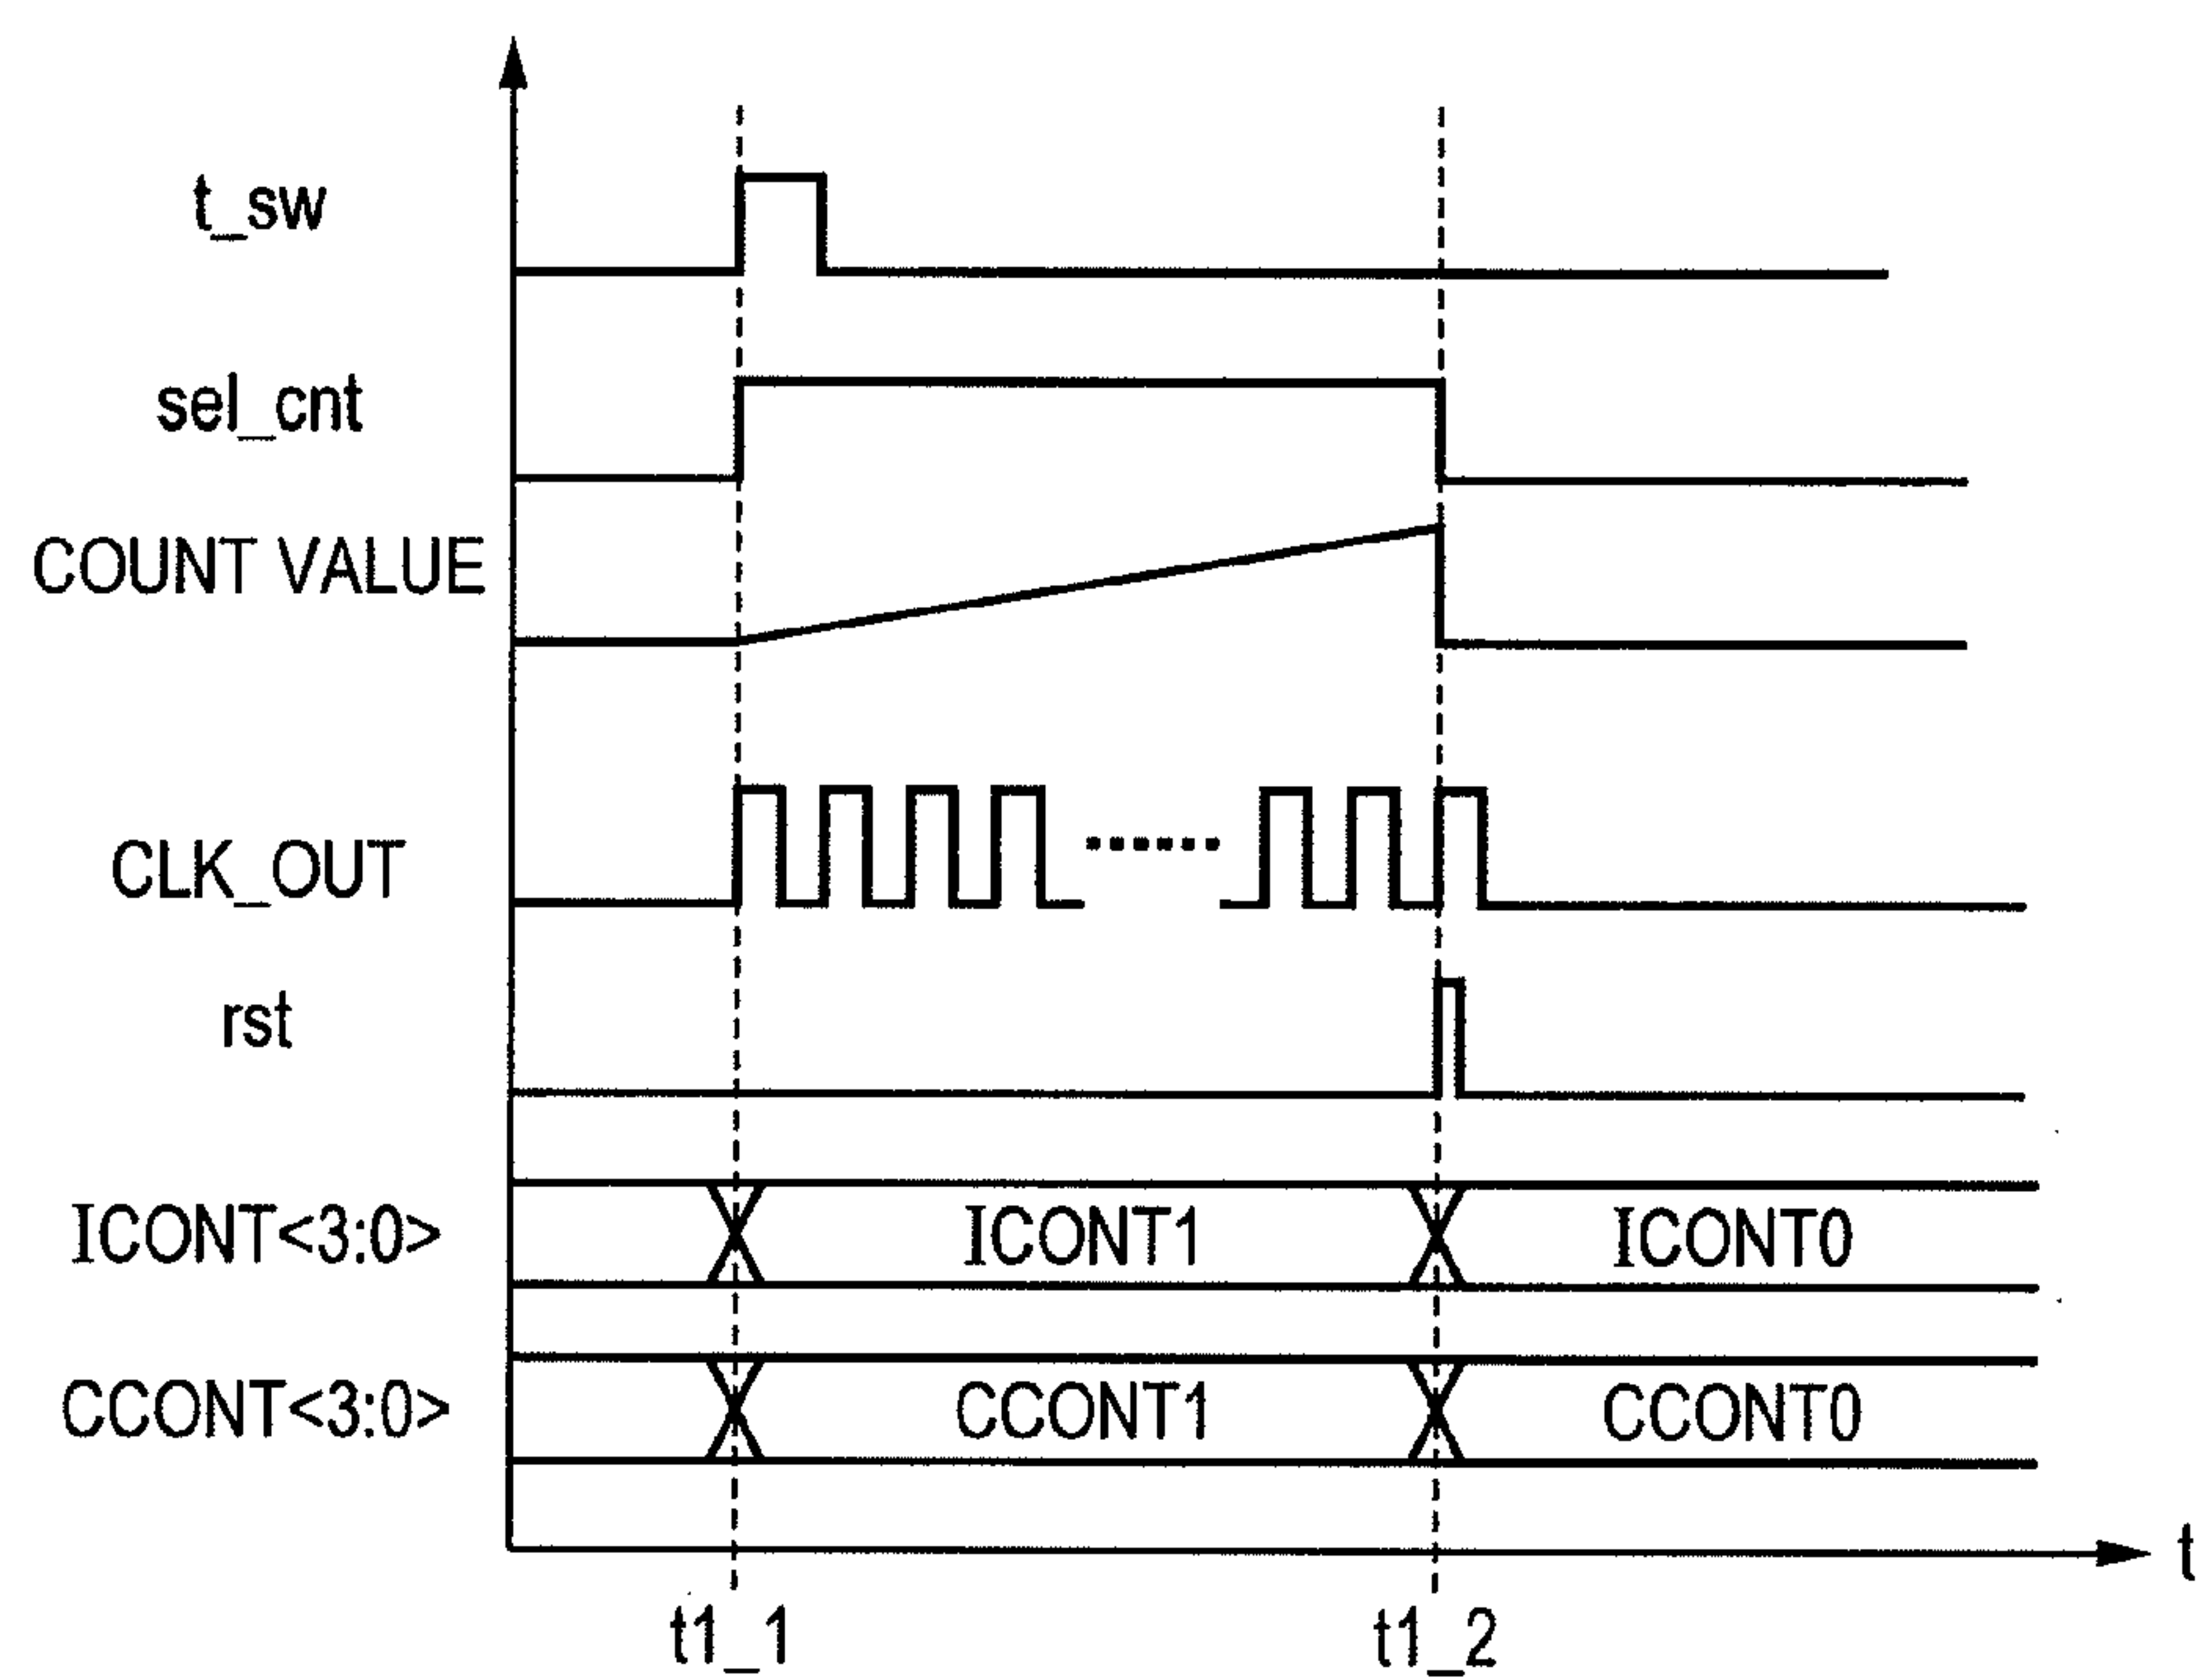 t_sw
sel_cnt
COUNT VALUE
CLK_OUT
rst
ICONT<3:0> ICONT1 ICONT0
CCONT<3:0> CCONT1 CCONT0
t
t1_1 t1_2